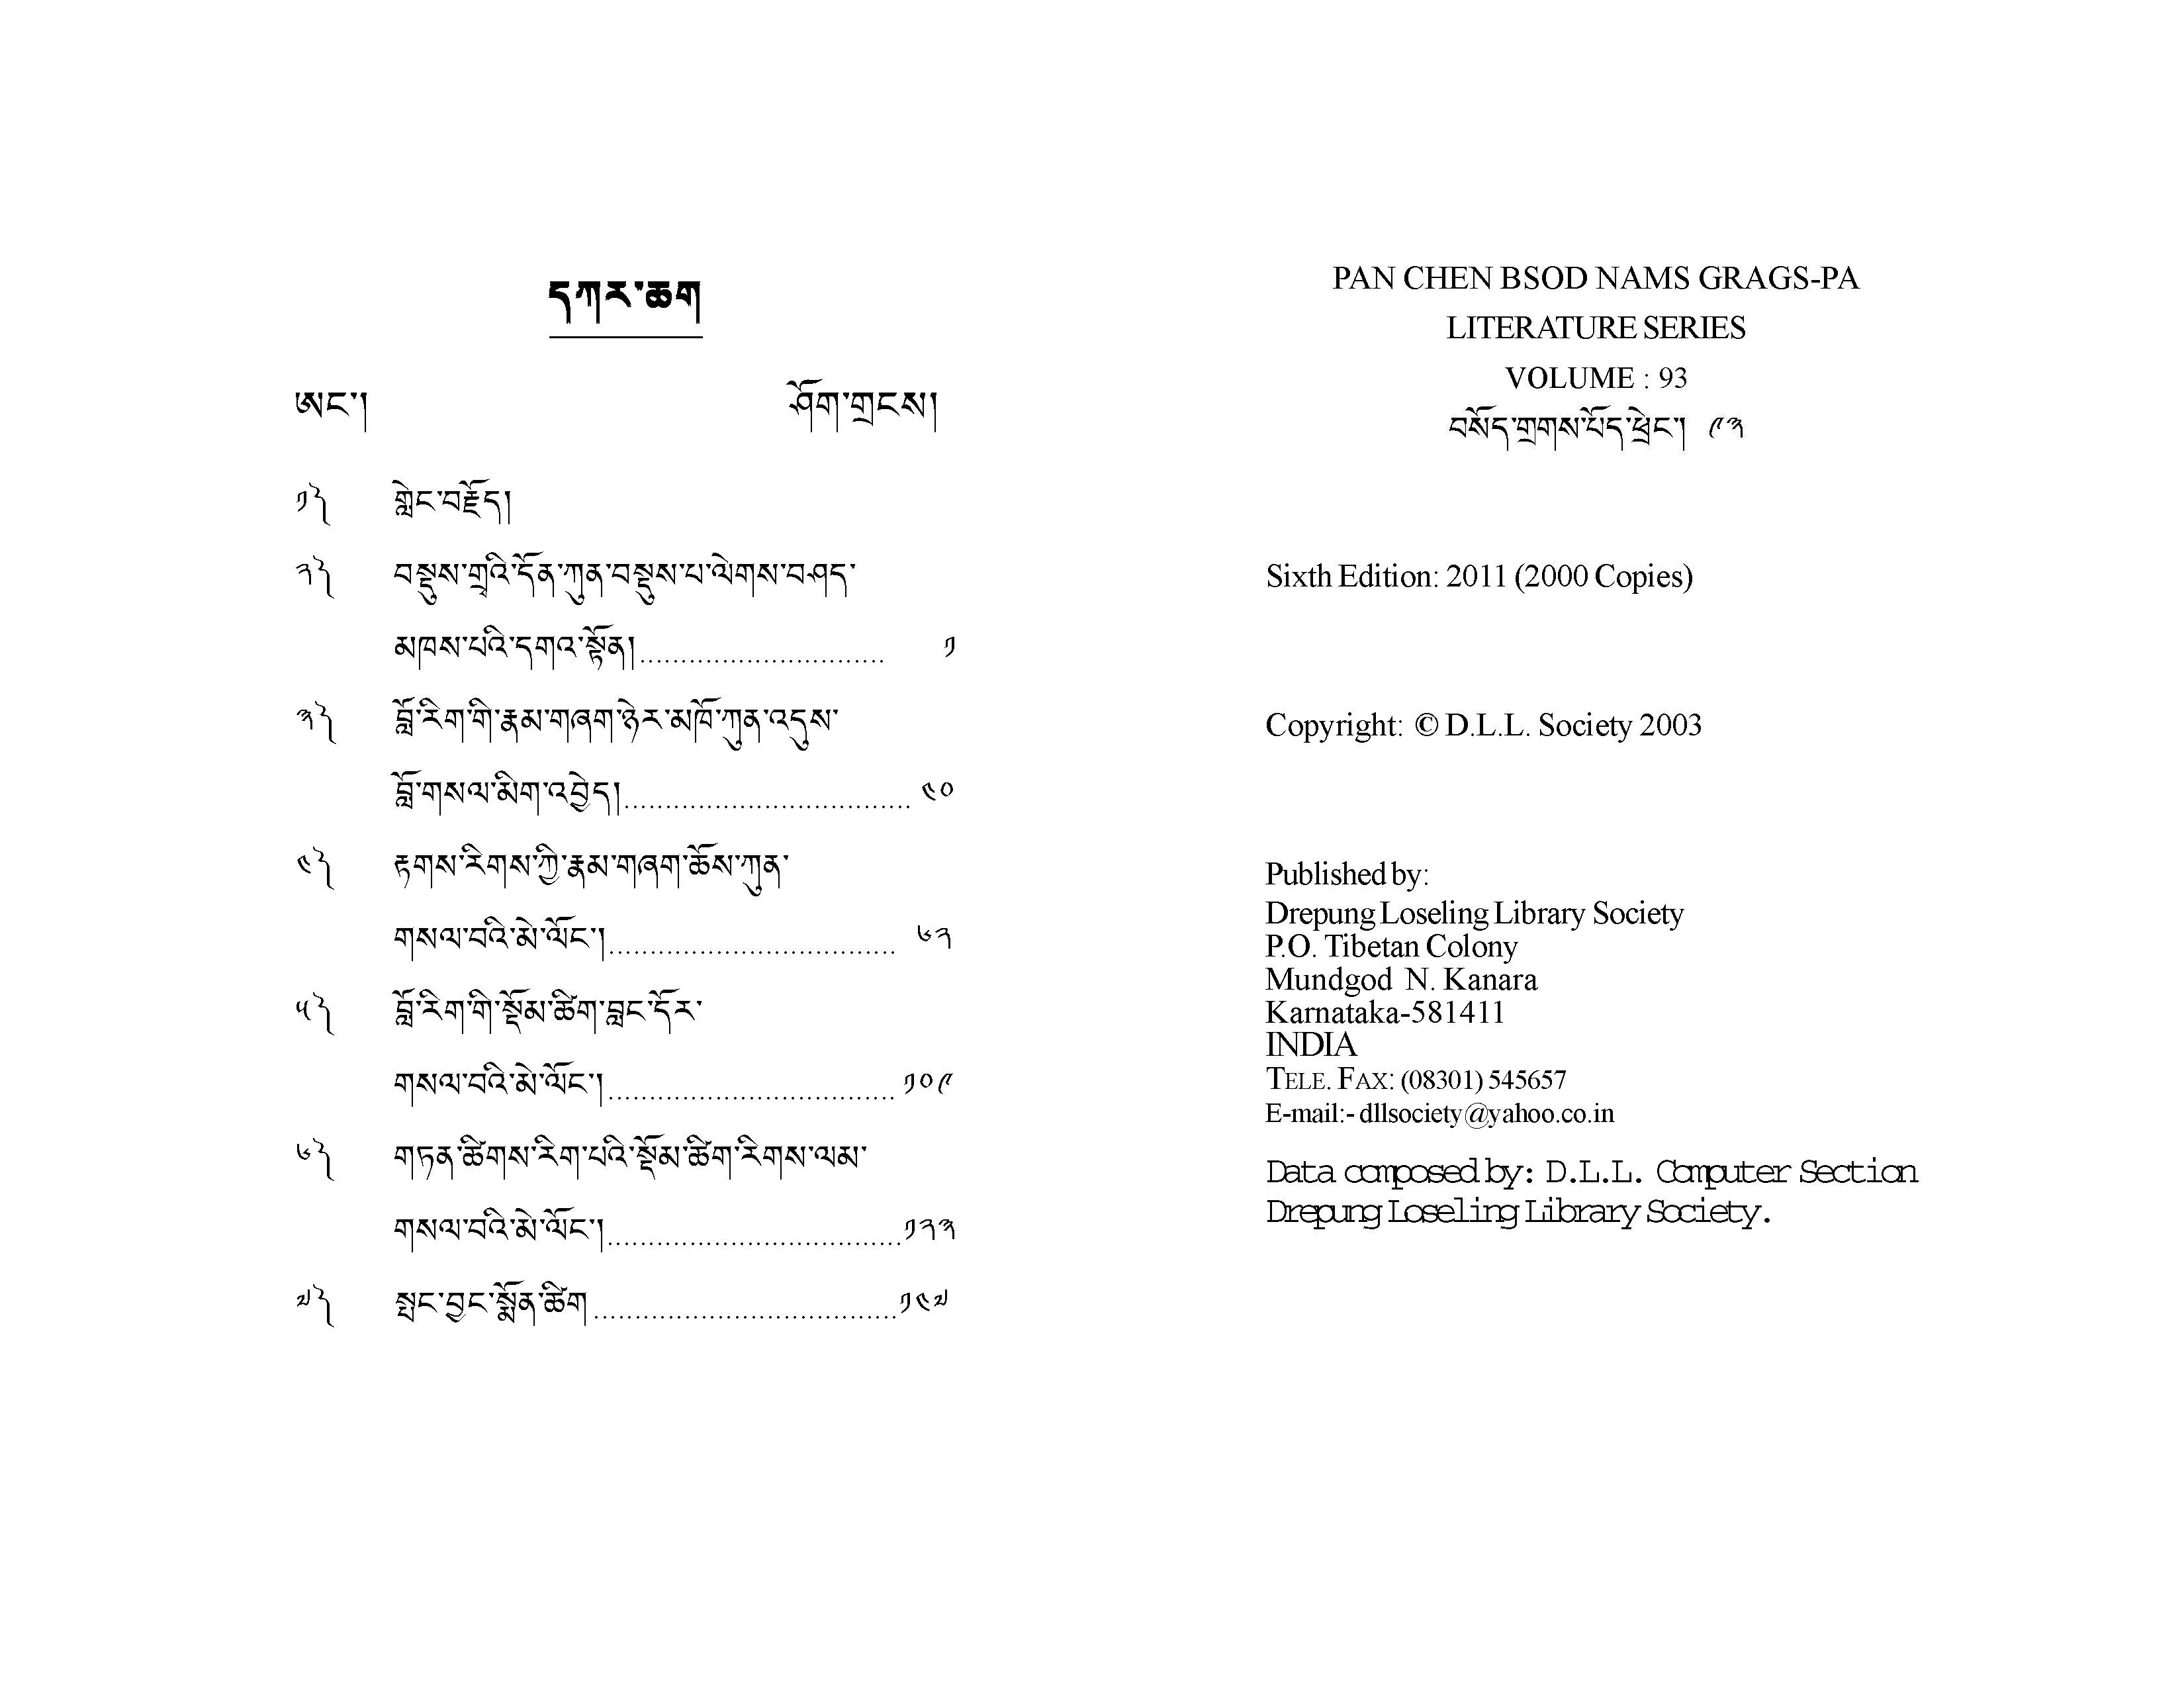 དཀར་ཆག
ཨང་། ཤོག་གྲངས།
༡༽ གླེང་བརྗོད།
༢༽ བསྡུས་གྲྭའི་དོན་ཀུན་བསྡུས་པ་ལེགས་བཤད་
མཁས་པའི་དགའ་སྟོན།.............................. ༡
༣༽ བློ་རིག་གི་རྣམ་གཞག་ཉེར་མཁོ་ཀུན་འདུས་
བློ་གསལ་མིག་འབྱེད།................................... ༤༠
༤༽ རྟགས་རིགས་ཀྱི་རྣམ་གཞག་ཆོས་ཀུན་
གསལ་བའི་མེ་ལོང་།................................... ༦༢
༥༽ བློ་རིག་གི་སྡོམ་ཚིག་བླང་དོར་
གསལ་བའི་མེ་ལོང་།................................... ༡༠༩
༦༽ གཏན་ཚིགས་རིག་པའི་སྡོམ་ཚིག་རིགས་ལམ་
གསལ་བའི་མེ་ལོང་།....................................༡༢༣
༧༽ སྤང་བྱང་སྨོན་ཚིག.....................................༡༤༧
PAN CHEN BSOD NAMS GRAGS-PA
LITERATURE SERIES
VOLUME : 93
བསོད་གྲགས་པོད་ཕྲེང་། ༩༣
Sixth Edition: 2011 (2000 Copies)
Copyright: © D.L.L. Society 2003
Published by:
Drepung Loseling Library Society
P.O. Tibetan Colony
Mundgod N. Kanara
Karnataka-581411
INDIA
TELE. FAX: (08301) 545657
E-mail:- dllsociety@yahoo.co.in
Data composed by: D.L.L. Computer Section
Drepung Loseling Library Society.